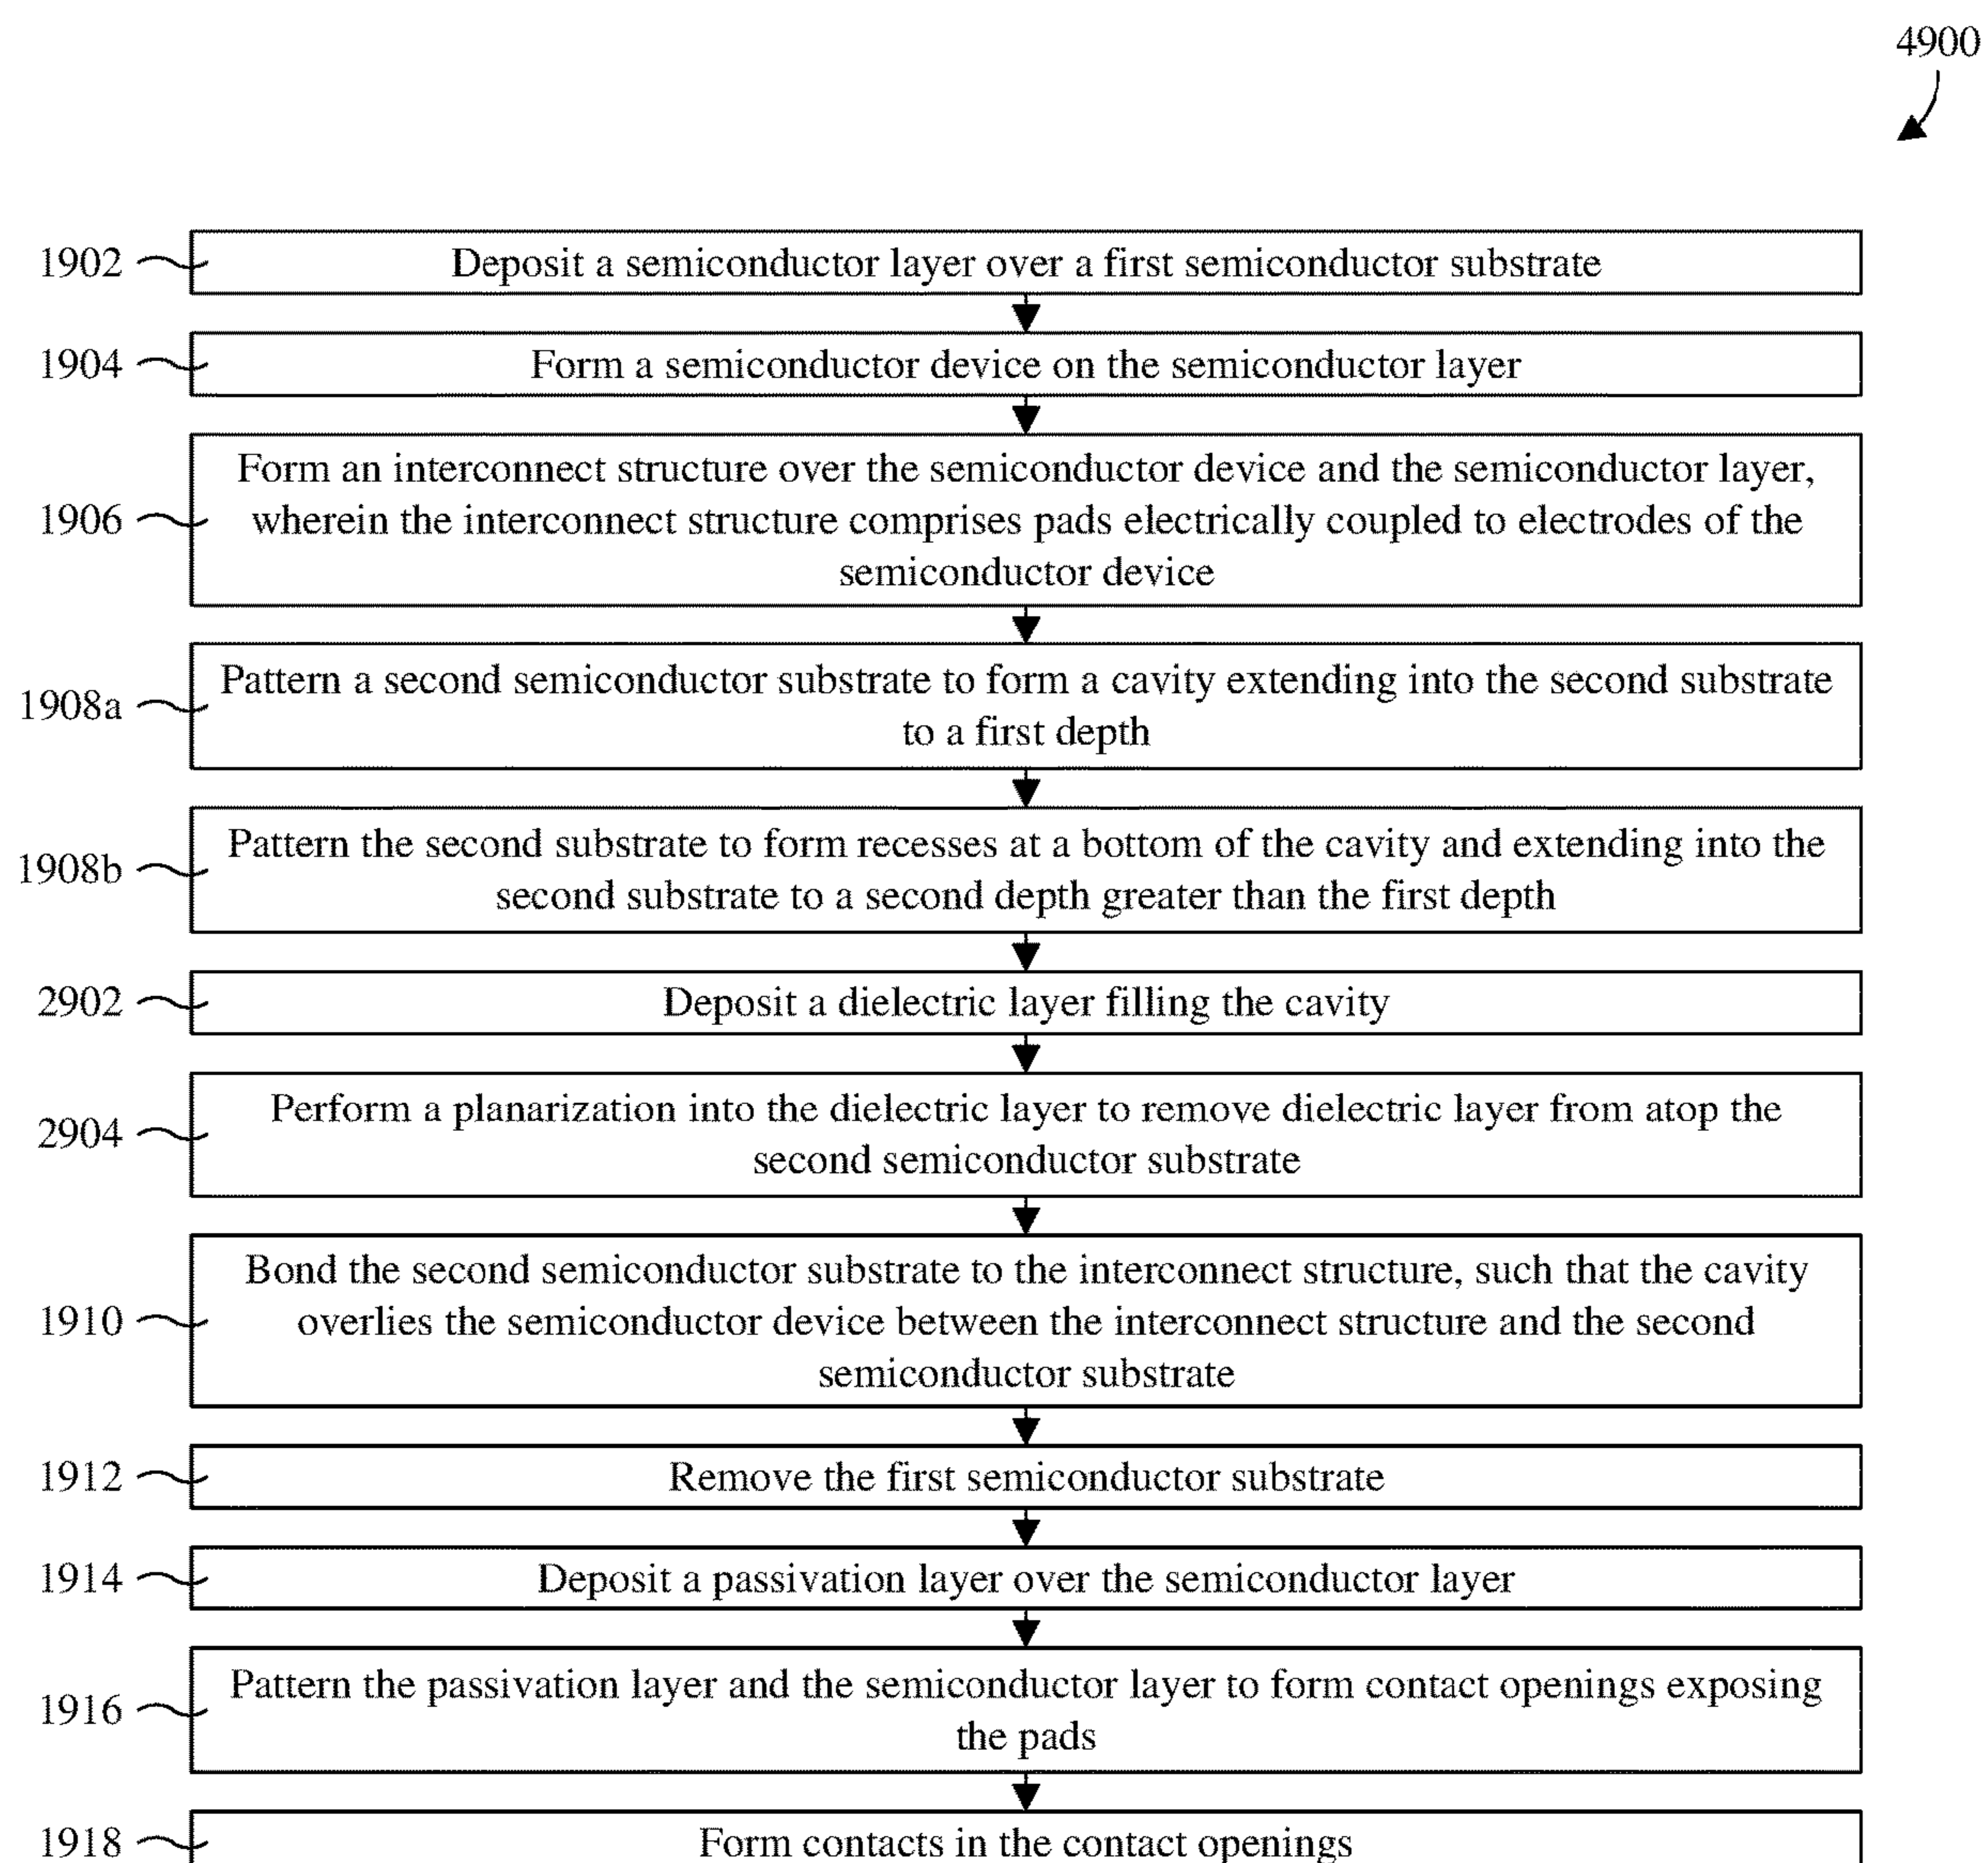 4900
1902 Deposit a semiconductor layer over a first semiconductor substrate
1904 Form a semiconductor device on the semiconductor layer
Form an interconnect structure over the semiconductor device and the semiconductor layer,
1906 wherein the interconnect structure comprises pads electrically coupled to electrodes of the
semiconductor device
1908a Pattern a second semiconductor substrate to form a cavity extending into the second substrate
to a first depth
1908b Pattern the second substrate to form recesses at a bottom of the cavity and extending into the
second substrate to a second depth greater than the first depth
2902 Deposit a dielectric layer filling the cavity
2904 Perform a planarization into the dielectric layer to remove dielectric layer from atop the
second semiconductor substrate
Bond the second semiconductor substrate to the interconnect structure, such that the cavity
1910 overlies the semiconductor device between the interconnect structure and the second
semiconductor substrate
1912 Remove the first semiconductor substrate
1914 Deposit a passivation layer over the semiconductor layer
1916 Pattern the passivation layer and the semiconductor layer to form contact openings exposing
the pads
1918 Form contacts in the contact openings